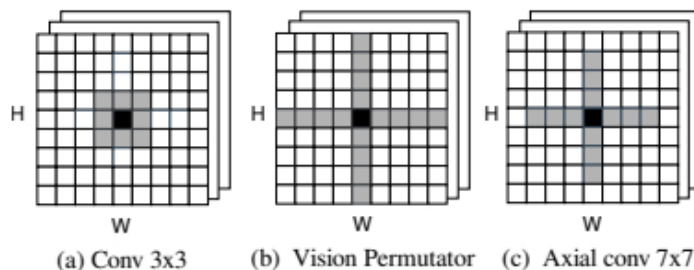 H
H
H
W
W
W
(a) Conv 3x3
(b) Vision Permutator
(c) Axial conv 7x7